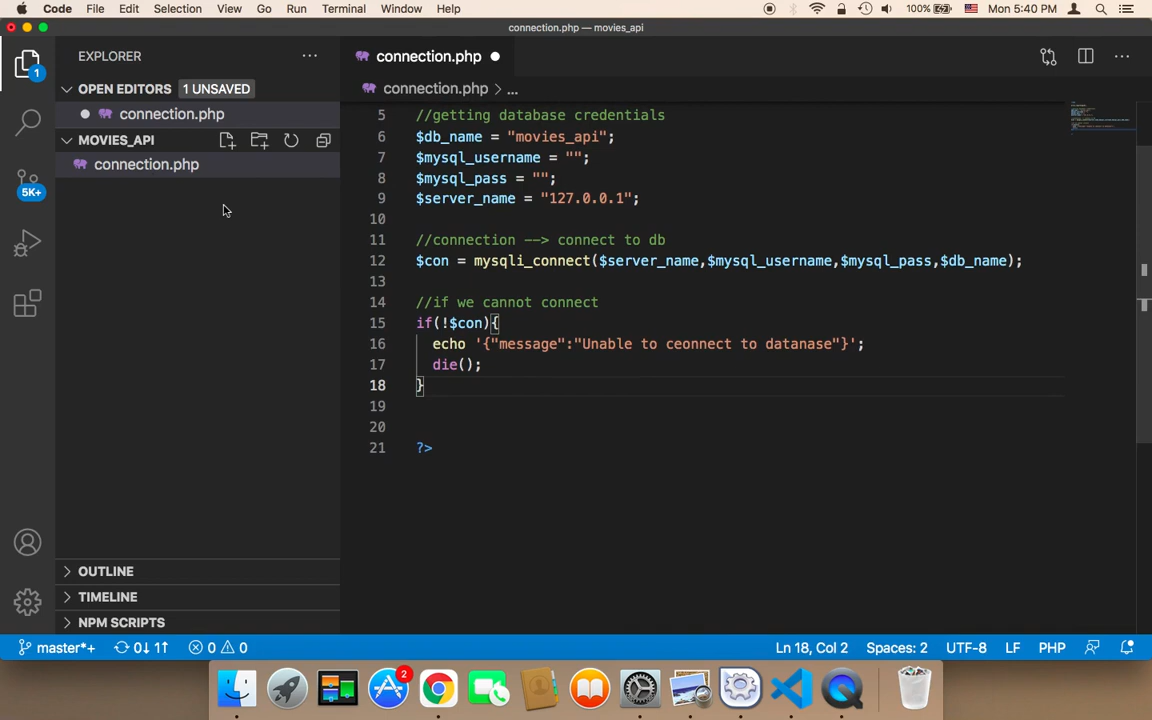 Code File Edit Selection View Go Run Terminal Window Help 100% Mon 5:40 PM
connection.php — movies_api
EXPLORER
connection.php
OPEN EDITORS 1 UNSAVED
connection.php > ...
connection.php
MOVIES_API
connection.php
1
5K+
5 //getting database credentials
6 $db_name = "movies_api";
7 $mysql_username = "";
8 $mysql_pass = "";
9 $server_name = "127.0.0.1";
10
11 //connection --> connect to db
12 $con = mysqli_connect($server_name,$mysql_username,$mysql_pass,$db_name);
13
14 //if we cannot connect
15 if(!$con){
16 echo '{"message":"Unable to ceonnect to datanase"}';
17 die();
18 }
19
20
21 ?>
OUTLINE
TIMELINE
NPM SCRIPTS
master*+ 0↓ 1↑ 0 0 Ln 18, Col 2 Spaces: 2 UTF-8 LF PHP
2